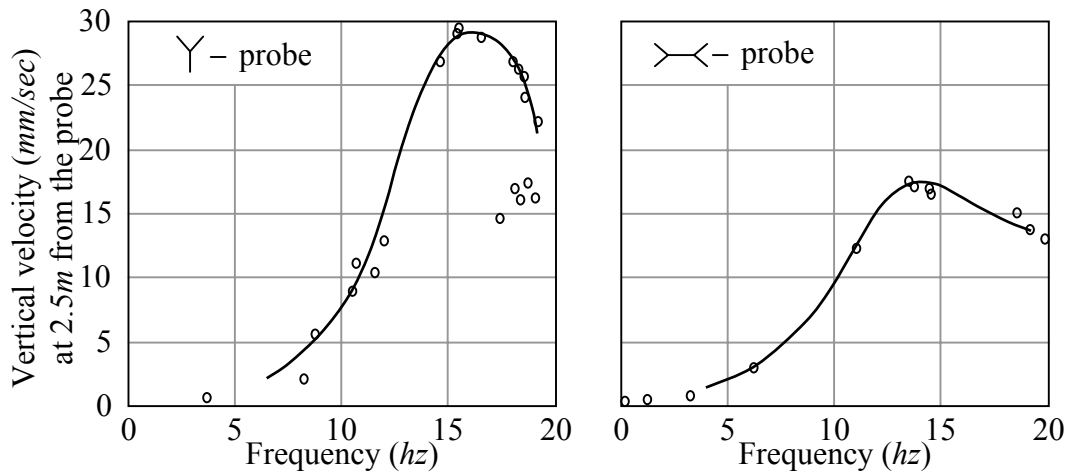 Vertical velocity (mm/sec)
at 2.5m from the probe
30
25
20
15
10
5
0
– probe
0 5 10 15 20
Frequency (hz)
– probe
0 5 10 15 20
Frequency (hz)